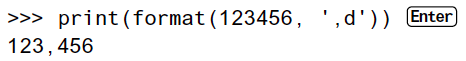 >>> print(format(123456, ',d')) Enter
123,456